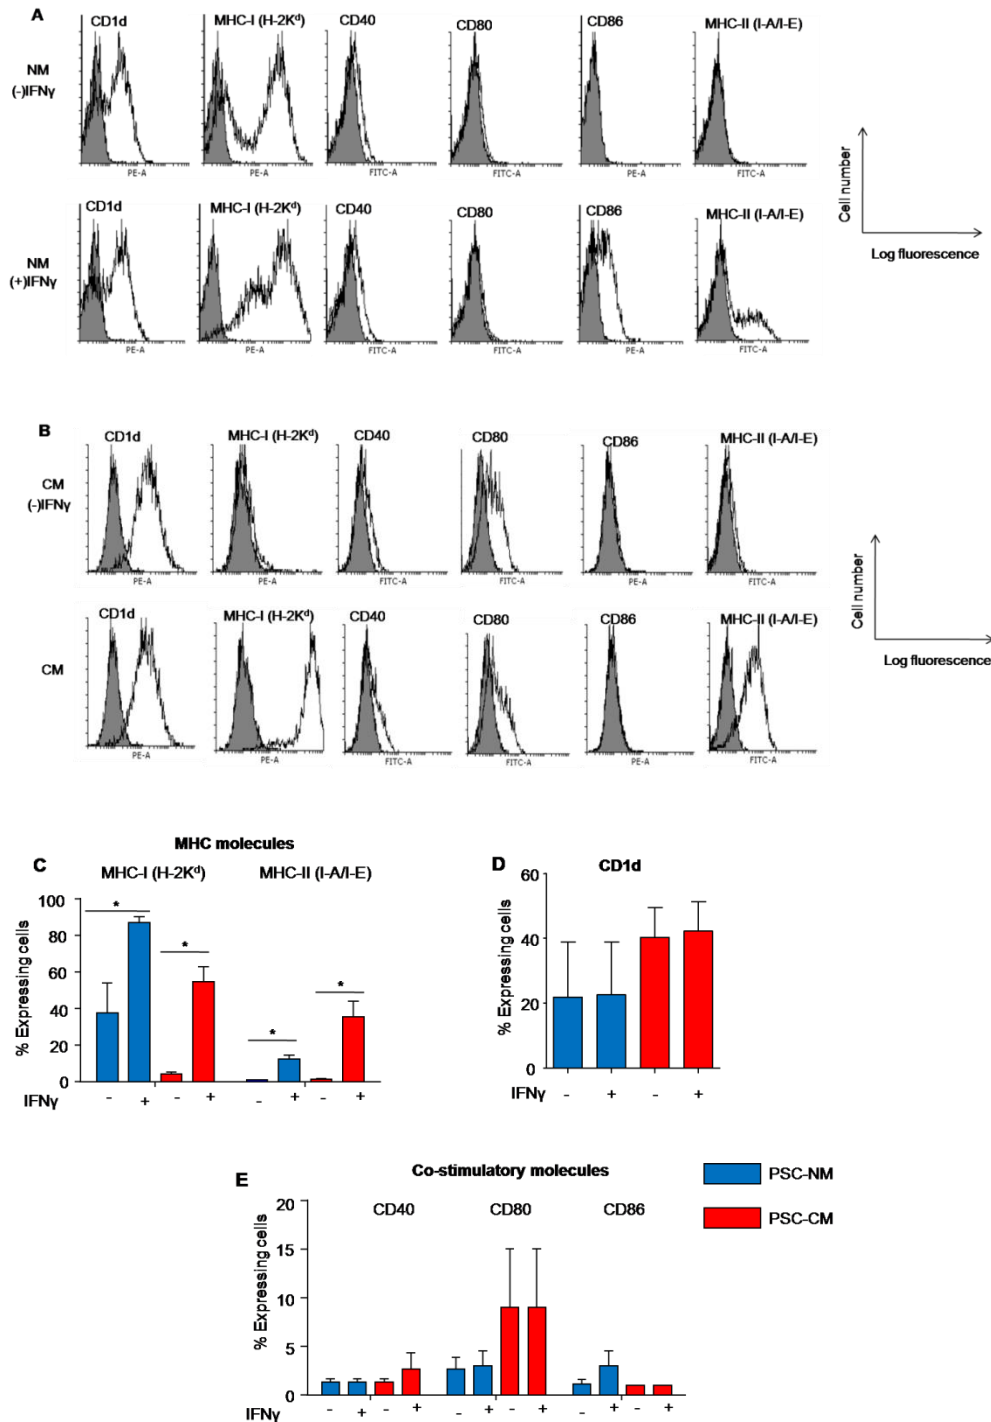 A
CD1d MHC-I (H-2Kᵈ) CD40 CD80 CD86 MHC-II (I-A/I-E)
NM
(-)IFNγ
PE-A PE-A FITC-A FITC-A PE-A FITC-A
Cell number
Log fluorescence
CD1d MHC-I (H-2Kᵈ) CD40 CD80 CD86 MHC-II (I-A/I-E)
NM
(+)IFNγ
PE-A PE-A FITC-A FITC-A PE-A FITC-A
B
CD1d MHC-I (H-2Kᵈ) CD40 CD80 CD86 MHC-II (I-A/I-E)
CM
(-)IFNγ
PE-A PE-A FITC-A FITC-A PE-A FITC-A
Cell number
Log fluorescence
CD1d MHC-I (H-2Kᵈ) CD40 CD80 CD86 MHC-II (I-A/I-E)
CM
PE-A PE-A FITC-A FITC-A PE-A FITC-A
MHC molecules
C
MHC-I (H-2Kᵈ) MHC-II (I-A/I-E)
% Expressing cells
100
80
60
40
20
0
* * * *
IFNγ - + - + - + - +
D
CD1d
% Expressing cells
60
40
20
0
IFNγ - + - +
E
Co-stimulatory molecules
CD40 CD80 CD86
% Expressing cells
20
15
10
5
0
IFNγ - + - + - + - + - + - +
PSC-NM
PSC-CM